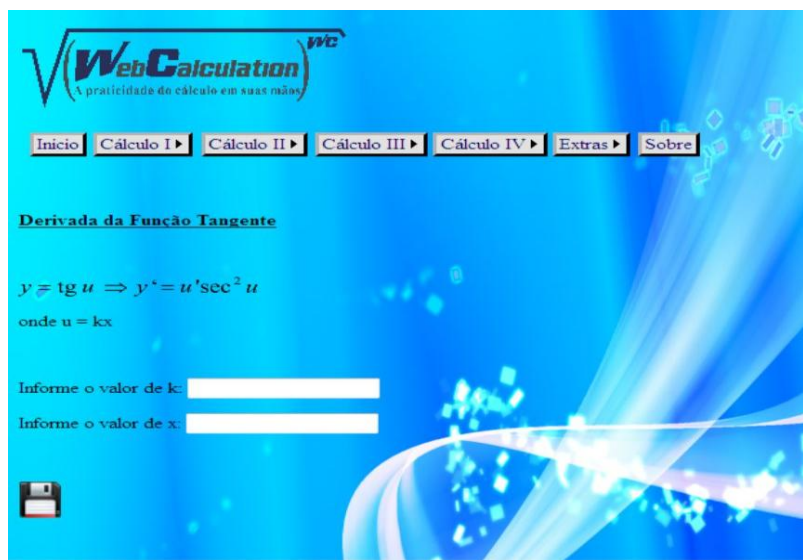 WebCalculation WC
A praticidade do cálculo em suas mãos
Início Cálculo I Cálculo II Cálculo III Cálculo IV Extras Sobre
Derivada da Função Tangente
y = tg u ⇒ y‘ = u'sec² u
onde u = kx
Informe o valor de k:
Informe o valor de x: